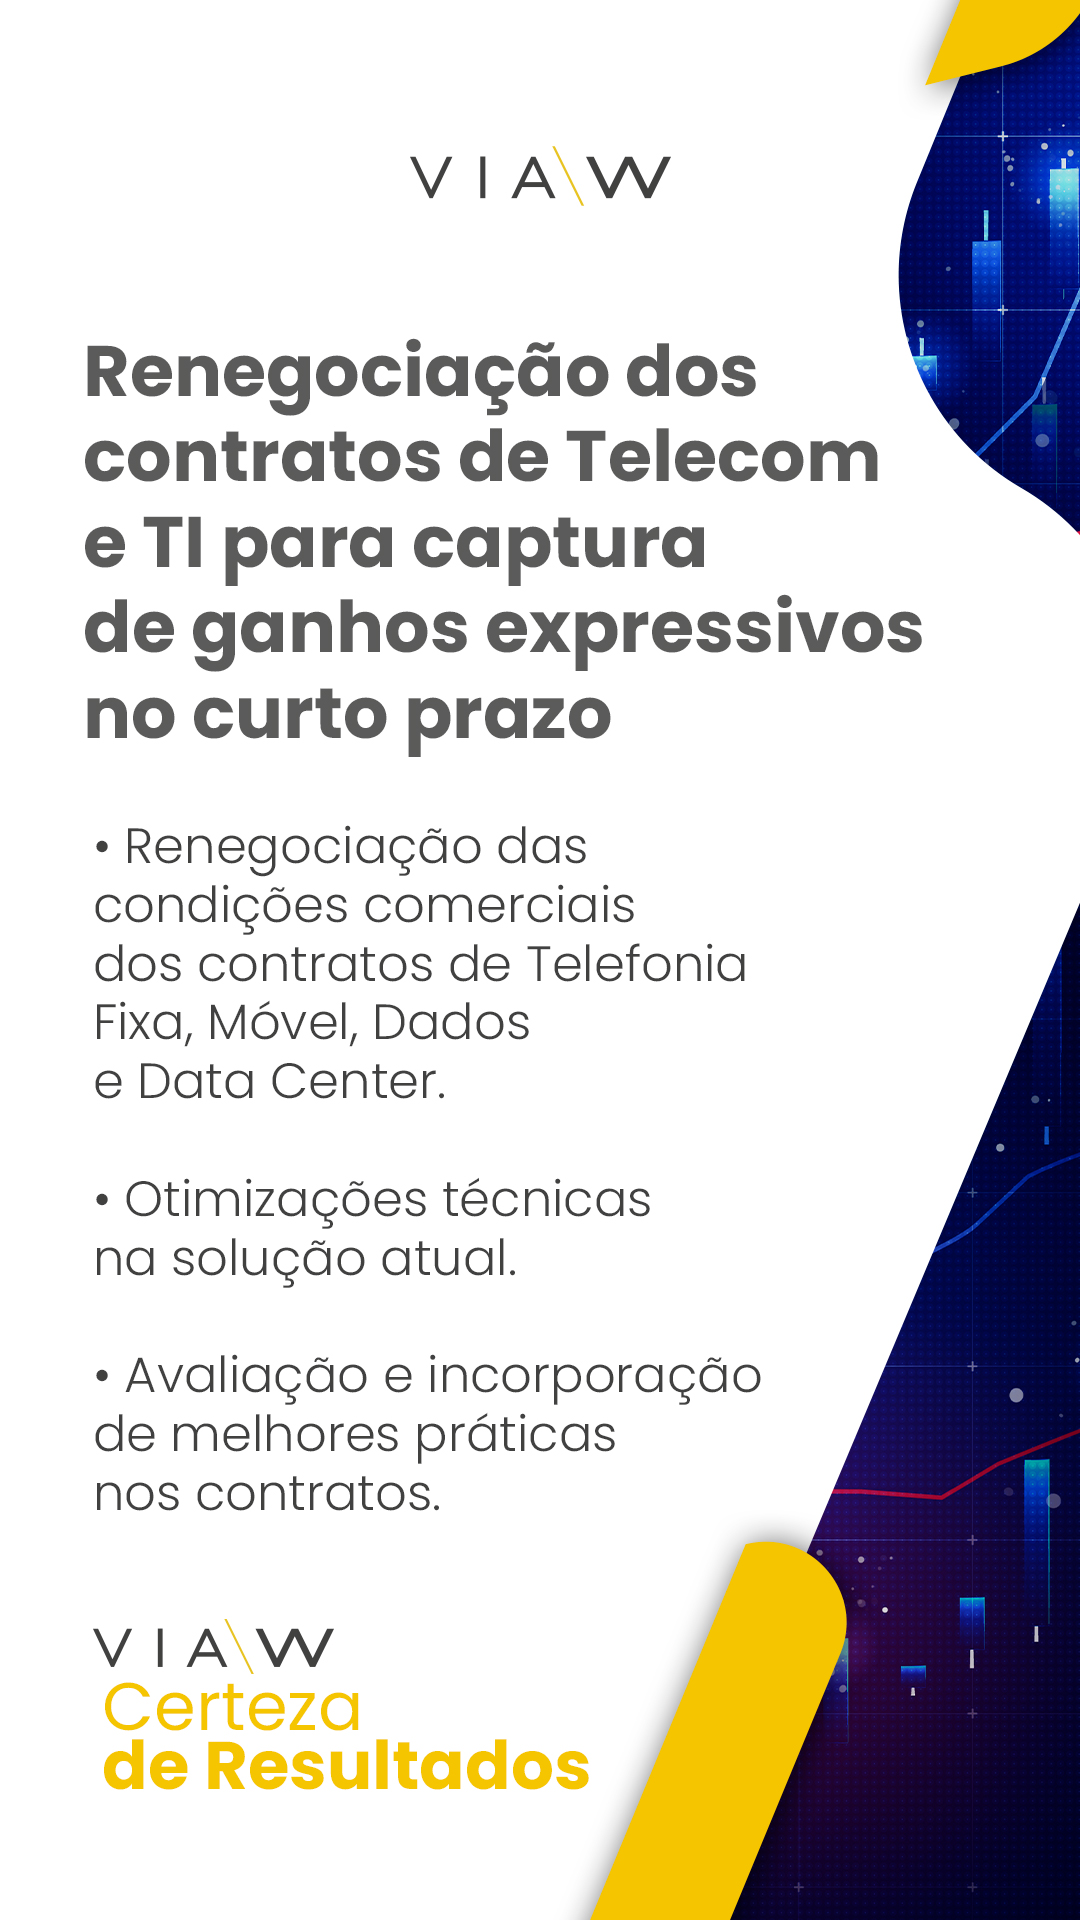 VIA\W
Renegociação dos
contratos de Telecom
e TI para captura
de ganhos expressivos
no curto prazo
• Renegociação das
condições comerciais
dos contratos de Telefonia
Fixa, Móvel, Dados
e Data Center.
• Otimizações técnicas
na solução atual.
• Avaliação e incorporação
de melhores práticas
nos contratos.
VIA\W
Certeza
de Resultados